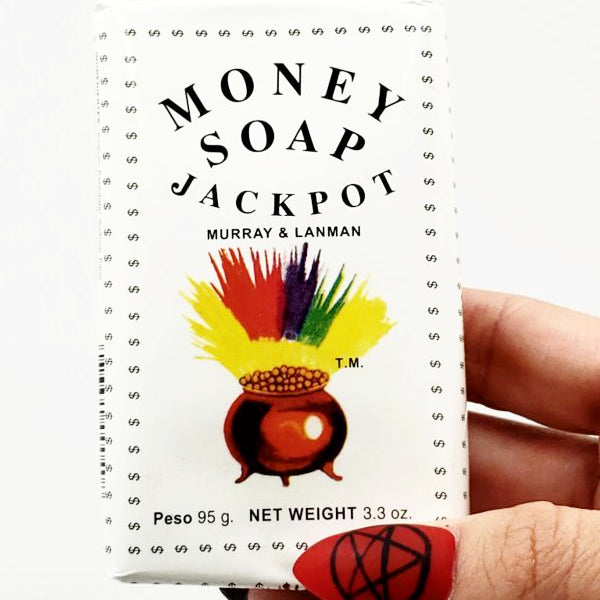 MONEY
SOAP
JACKPOT
MURRAY & LANMAN
T.M.
Peso 95 g. NET WEIGHT 3.3 oz.